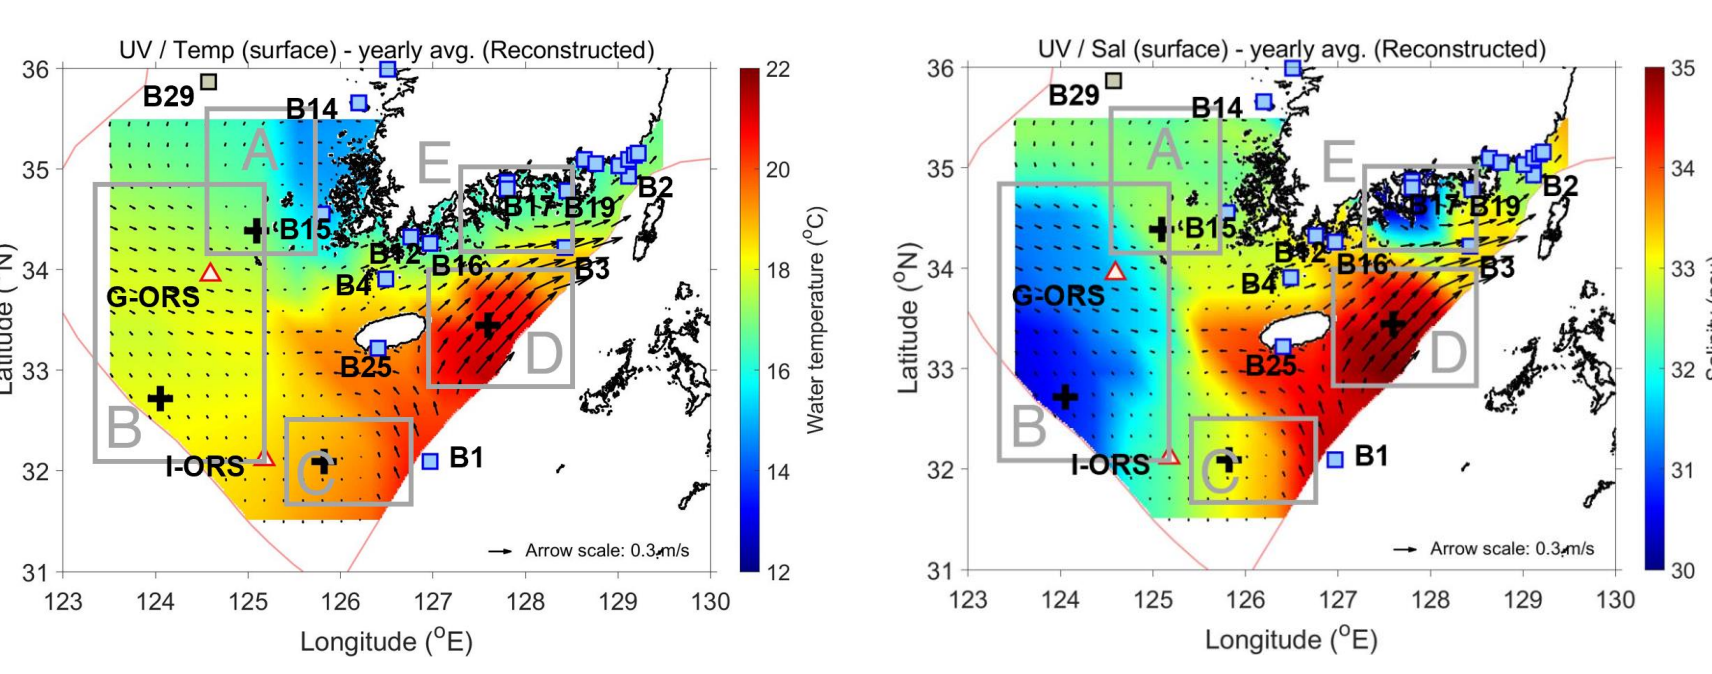 UV / Temp (surface) - yearly avg. (Reconstructed)
36
35
34
33
32
31
123
124
125
126
127
128
129
130
Longitude (°E)
B29
B14
A
E
B2
B17
B19
B15
B12
B16
B3
B4
G-ORS
D
B25
B
I-ORS
C
B1
Arrow scale: 0.3 m/s
22
20
18
16
14
12
Water temperature (°C)
UV / Sal (surface) - yearly avg. (Reconstructed)
Latitude (°N)
36
35
34
33
32
31
123
124
125
126
127
128
129
130
Longitude (°E)
B29
B14
A
E
B2
B17
B19
B15
B12
B16
B3
B4
G-ORS
D
B25
B
I-ORS
C
B1
Arrow scale: 0.3 m/s
35
34
33
32
31
30